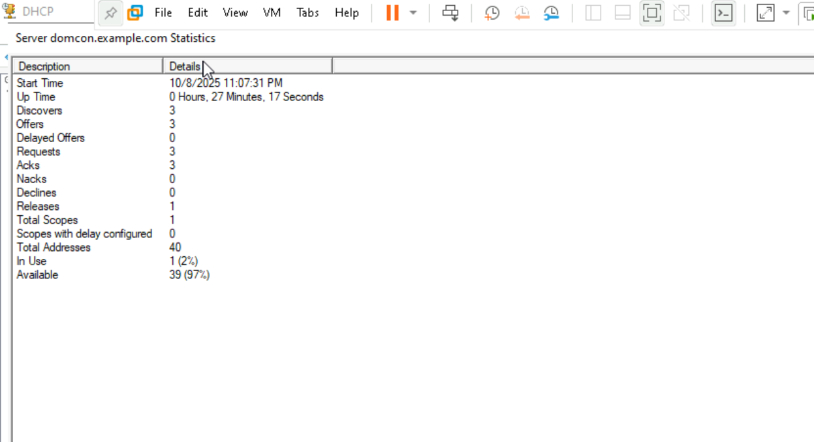 DHCP File Edit View VM Tabs Help
Server domcon.example.com Statistics
Description Details
Start Time 10/8/2025 11:07:31 PM
Up Time 0 Hours, 27 Minutes, 17 Seconds
Discovers 3
Offers 3
Delayed Offers 0
Requests 3
Acks 3
Nacks 0
Declines 0
Releases 1
Total Scopes 1
Scopes with delay configured 0
Total Addresses 40
In Use 1 (2%)
Available 39 (97%)